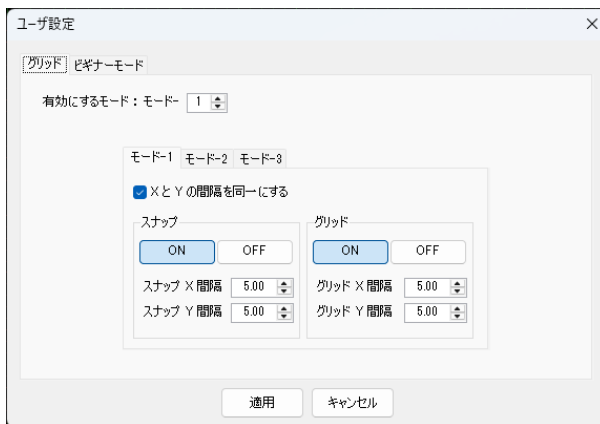 ユーザ設定
グリッド ビギナーモード
有効にするモード：モード- 1
モード-1 モード-2 モード-3
XとYの間隔を同一にする
スナップ グリッド
ON OFF ON OFF
スナップ X 間隔 5.00 グリッド X 間隔 5.00
スナップ Y 間隔 5.00 グリッド Y 間隔 5.00
適用 キャンセル